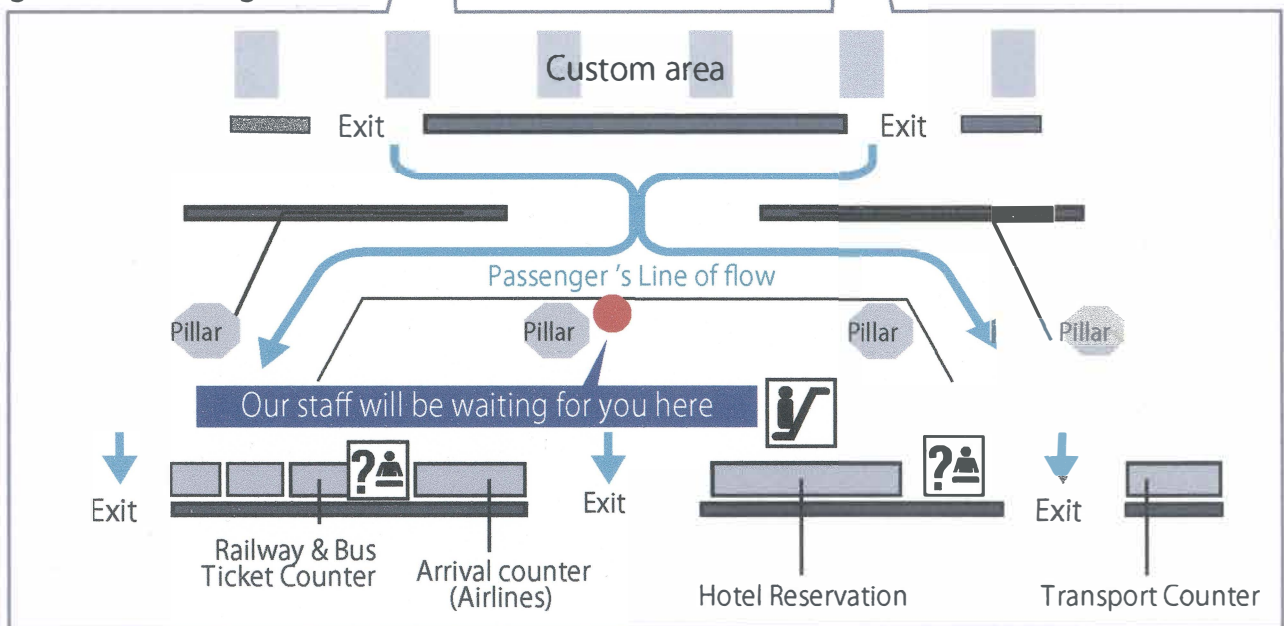 Custom area
Exit
Exit
Passenger 's Line of flow
Pillar
Pillar
Pillar
Pillar
Our staff will be waiting for you here
?
?
Exit
Exit
Exit
Railway & Bus
Ticket Counter
Arrival counter
(Airlines)
Hotel Reservation
Transport Counter